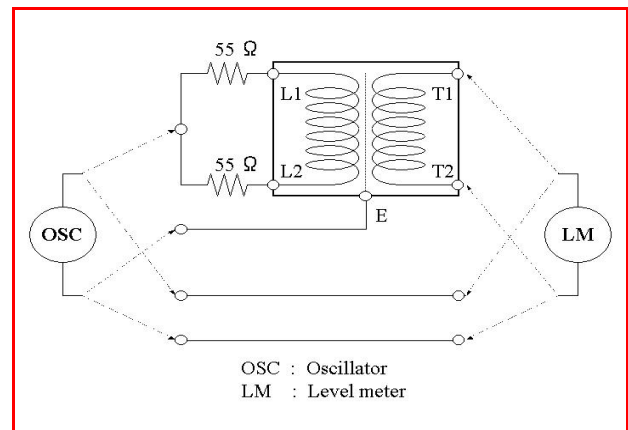 55 Ω
L1
T1
L2
T2
55 Ω
E
OSC
LM
OSC : Oscillator
LM : Level meter